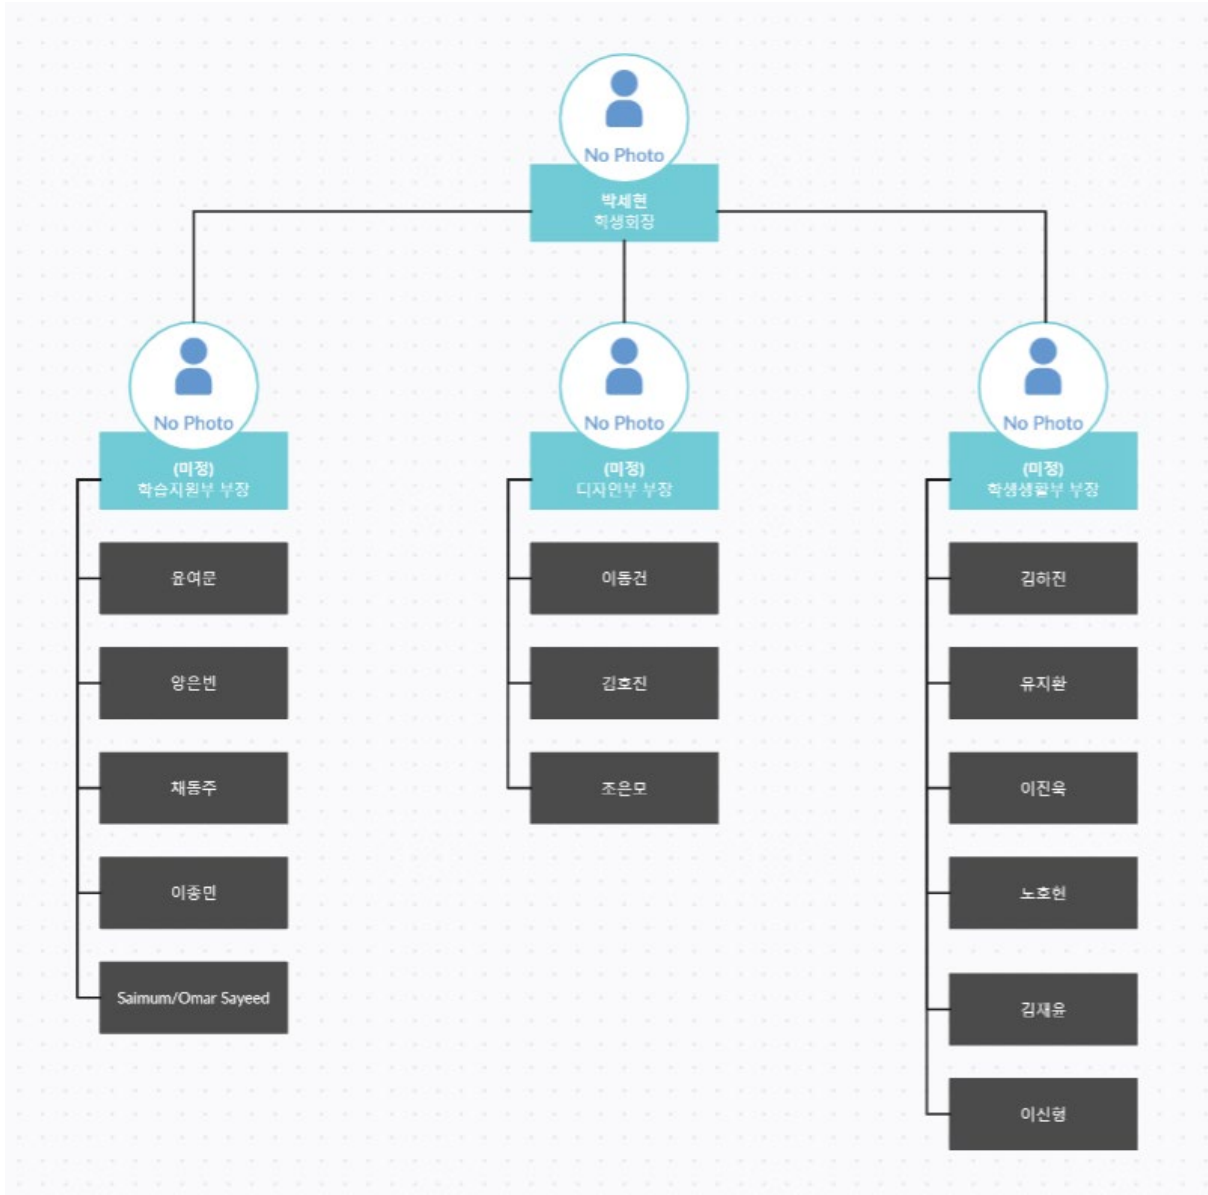 No Photo
박세현
학생회장
No Photo
(미정)
학습지원부 부장
윤여문
양은빈
채동주
이종민
Saimum/Omar Sayeed
No Photo
(미정)
디자인부 부장
이동건
김호진
조은모
No Photo
(미정)
학생생활부 부장
김하진
유지환
이진욱
노호현
김재윤
이신형